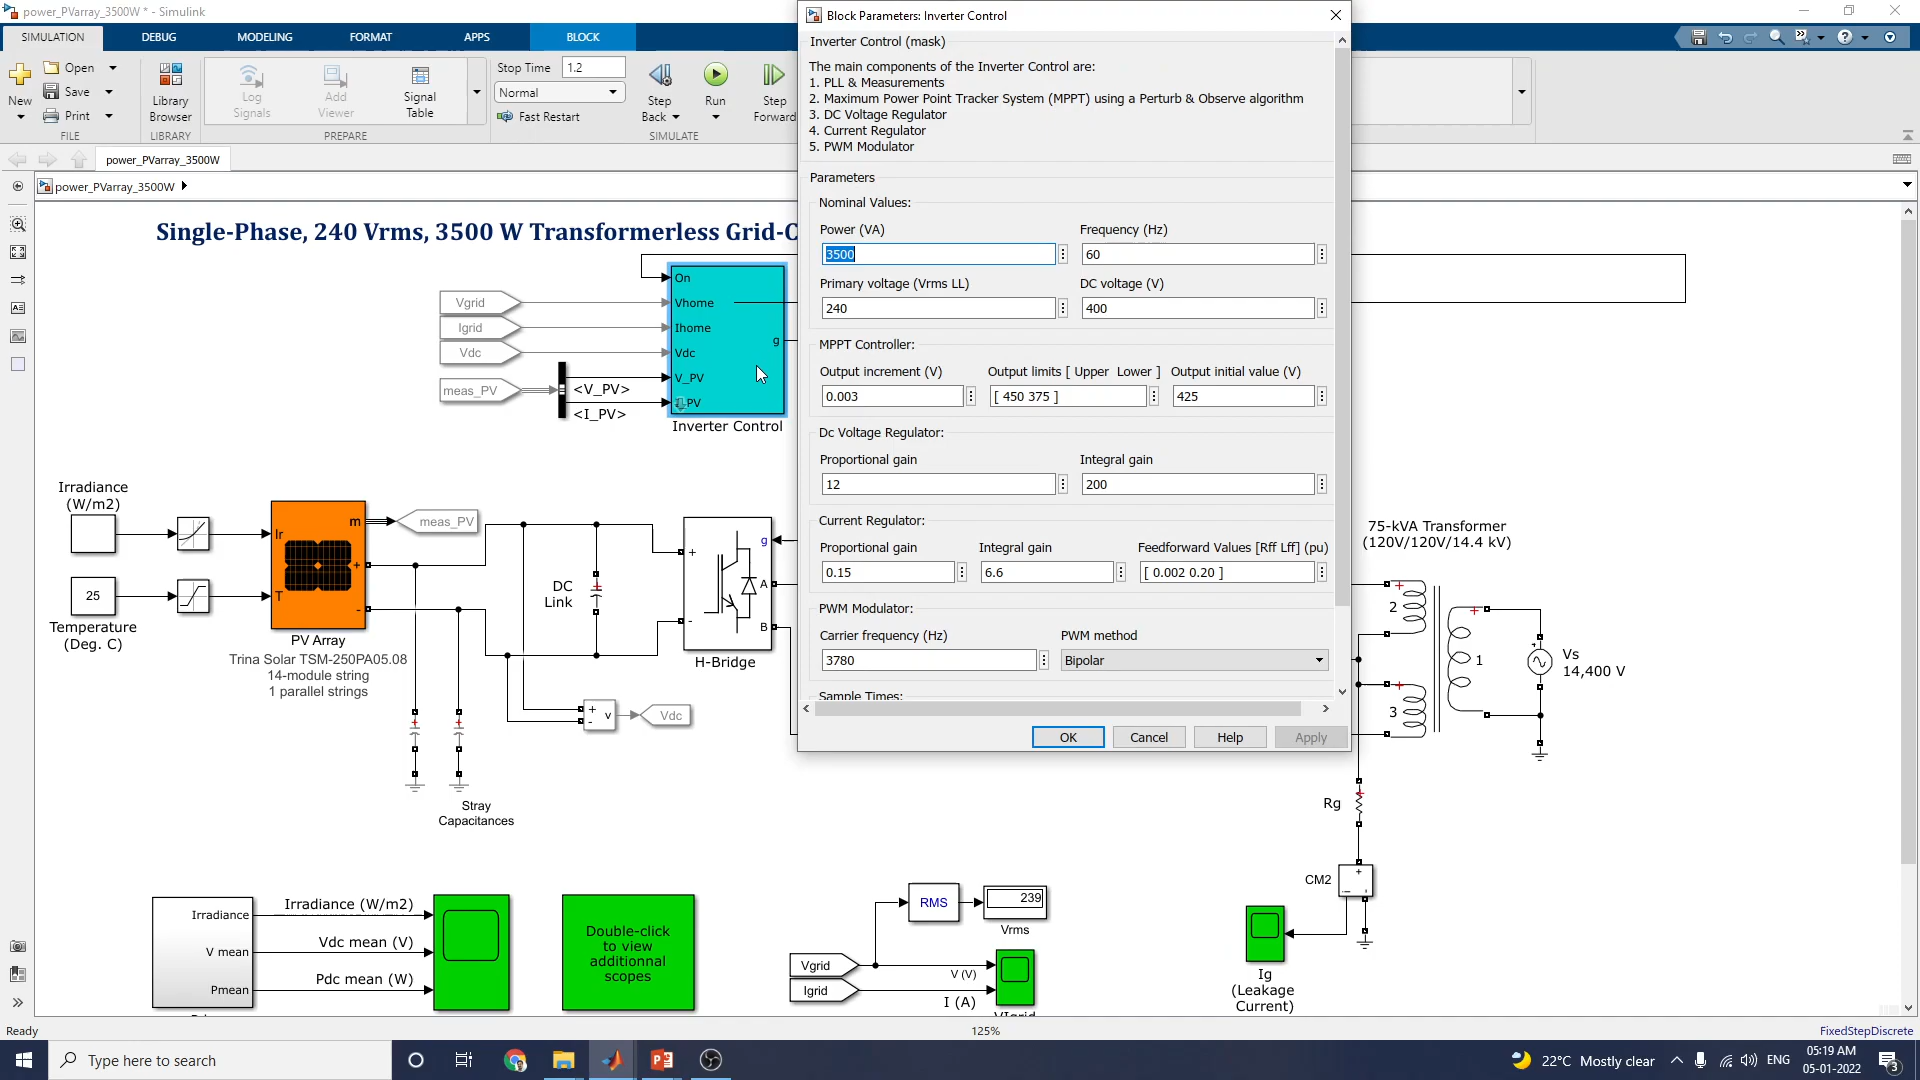 power_PVarray_3500W * - Simulink
SIMULATION
DEBUG
MODELING
FORMAT
APPS
BLOCK
New
Open
Save
Print
FILE
Library
Browser
LIBRARY
Log
Signals
Add
Viewer
Signal
Table
PREPARE
Stop Time
1.2
Normal
Fast Restart
Step
Back
Run
Step
Forward
SIMULATE
power_PVarray_3500W
power_PVarray_3500W
Single-Phase, 240 Vrms, 3500 W Transformerless Grid-C
Vgrid
Igrid
Vdc
meas_PV
<V_PV>
<I_PV>
On
Vhome
Ihome
Vdc
V_PV
I_PV
g
Inverter Control
Irradiance
(W/m2)
25
Temperature
(Deg. C)
Ir
T
m
+
-
PV Array
Trina Solar TSM-250PA05.08
14-module string
1 parallel strings
meas_PV
DC
Link
g
+
-
A
B
H-Bridge
+
-
v
Vdc
Stray
Capacitances
Irradiance
V mean
Pmean
Irradiance (W/m2)
Vdc mean (V)
Pdc mean (W)
Double-click
to view
additionnal
scopes
RMS
239
Vrms
Vgrid
Igrid
V (V)
I (A)
VIgrid
75-kVA Transformer
(120V/120V/14.4 kV)
2
3
1
Vs
14,400 V
Rg
CM2
Ig
(Leakage
Current)
Block Parameters: Inverter Control
Inverter Control (mask)
The main components of the Inverter Control are:
1. PLL & Measurements
2. Maximum Power Point Tracker System (MPPT) using a Perturb & Observe algorithm
3. DC Voltage Regulator
4. Current Regulator
5. PWM Modulator
Parameters
Nominal Values:
Power (VA)
Frequency (Hz)
3500
60
Primary voltage (Vrms LL)
DC voltage (V)
240
400
MPPT Controller:
Output increment (V)
Output limits [ Upper Lower ]
Output initial value (V)
0.003
[ 450 375 ]
425
Dc Voltage Regulator:
Proportional gain
Integral gain
12
200
Current Regulator:
Proportional gain
Integral gain
Feedforward Values [Rff Lff] (pu)
0.15
6.6
[ 0.002 0.20 ]
PWM Modulator:
Carrier frequency (Hz)
PWM method
3780
Bipolar
Sample Times:
OK
Cancel
Help
Apply
Ready
125%
FixedStepDiscrete
Type here to search
22°C Mostly clear
ENG
05:19 AM
05-01-2022
3